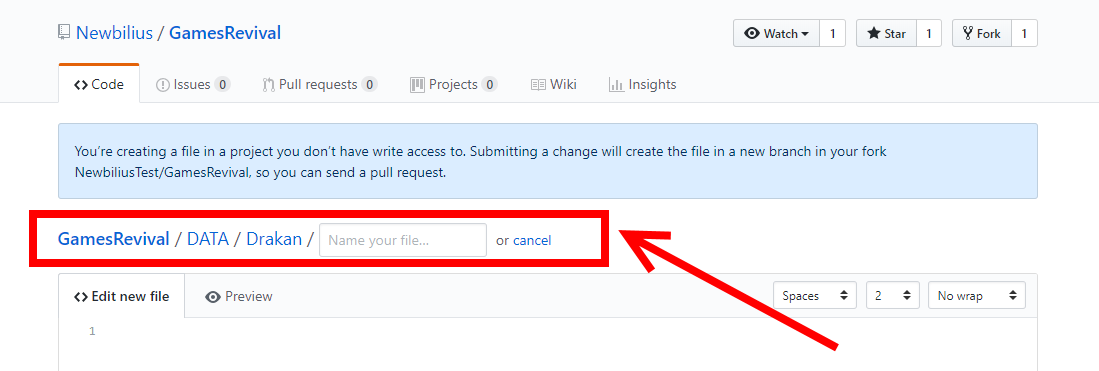 Newbilius / GamesRevival
Watch 1 Star 1 Fork 1
Code Issues 0 Pull requests 0 Projects 0 Wiki Insights
You’re creating a file in a project you don’t have write access to. Submitting a change will create the file in a new branch in your fork
NewbiliusTest/GamesRevival, so you can send a pull request.
GamesRevival / DATA / Drakan / Name your file... or cancel
Edit new file Preview Spaces 2 No wrap
1